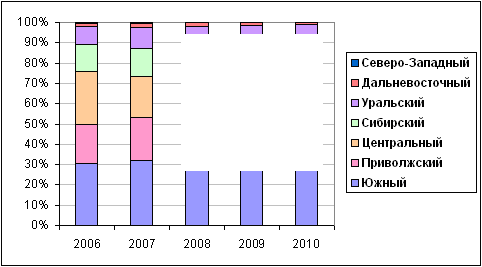 100%
90%
80%
70%
60%
50%
40%
30%
20%
10%
0%
2006 2007 2008 2009 2010
Северо-Западный
Дальневосточный
Уральский
Сибирский
Центральный
Приволжский
Южный